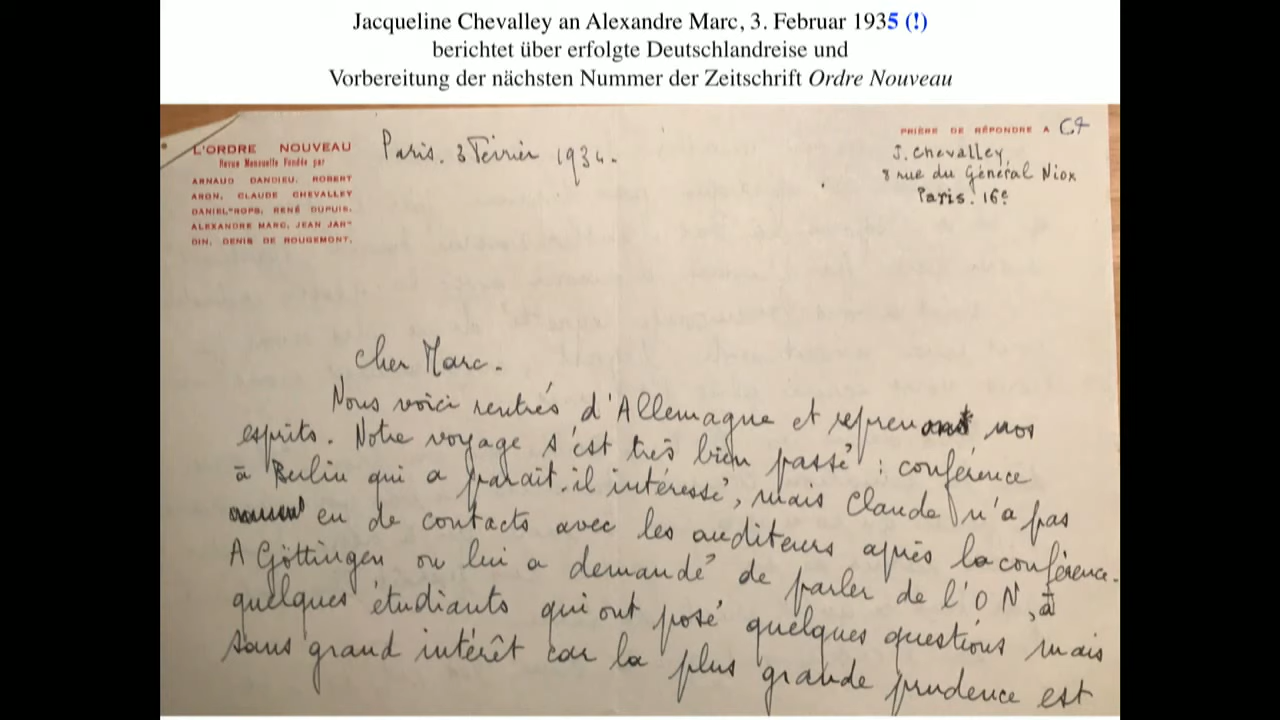 Jacqueline Chevalley an Alexandre Marc, 3. Februar 1935 (!)
berichtet über erfolgte Deutschlandreise und
Vorbereitung der nächsten Nummer der Zeitschrift Ordre Nouveau
L'ORDRE NOUVEAU
Revue Mensuelle Fondée par
ARNAUD DANDIEU, ROBERT
ARON, CLAUDE CHEVALLEY
DANIEL-ROPS, RENÉ DUPUIS,
ALEXANDRE MARC, JEAN JAR-
DIN, DENIS DE ROUGEMONT.
Paris. 3 Février 1934.
PRIÈRE DE RÉPONDRE A
J. Chevalley,
8 rue du Général Niox
Paris. 16e
Cher Marc.
Nous voici rentrés d'Allemagne et nos
esprits. Notre voyage s'est très bien passé : conférence
à Berlin qui a paraît.il intéressé, mais Claude n'a pas
eu de contacts avec les auditeurs après la conférence.
A Göttingen on lui a demandé de parler de l'O N, à
quelques étudiants qui ont posé quelques questions mais
sans grand intérêt car la plus grande prudence est